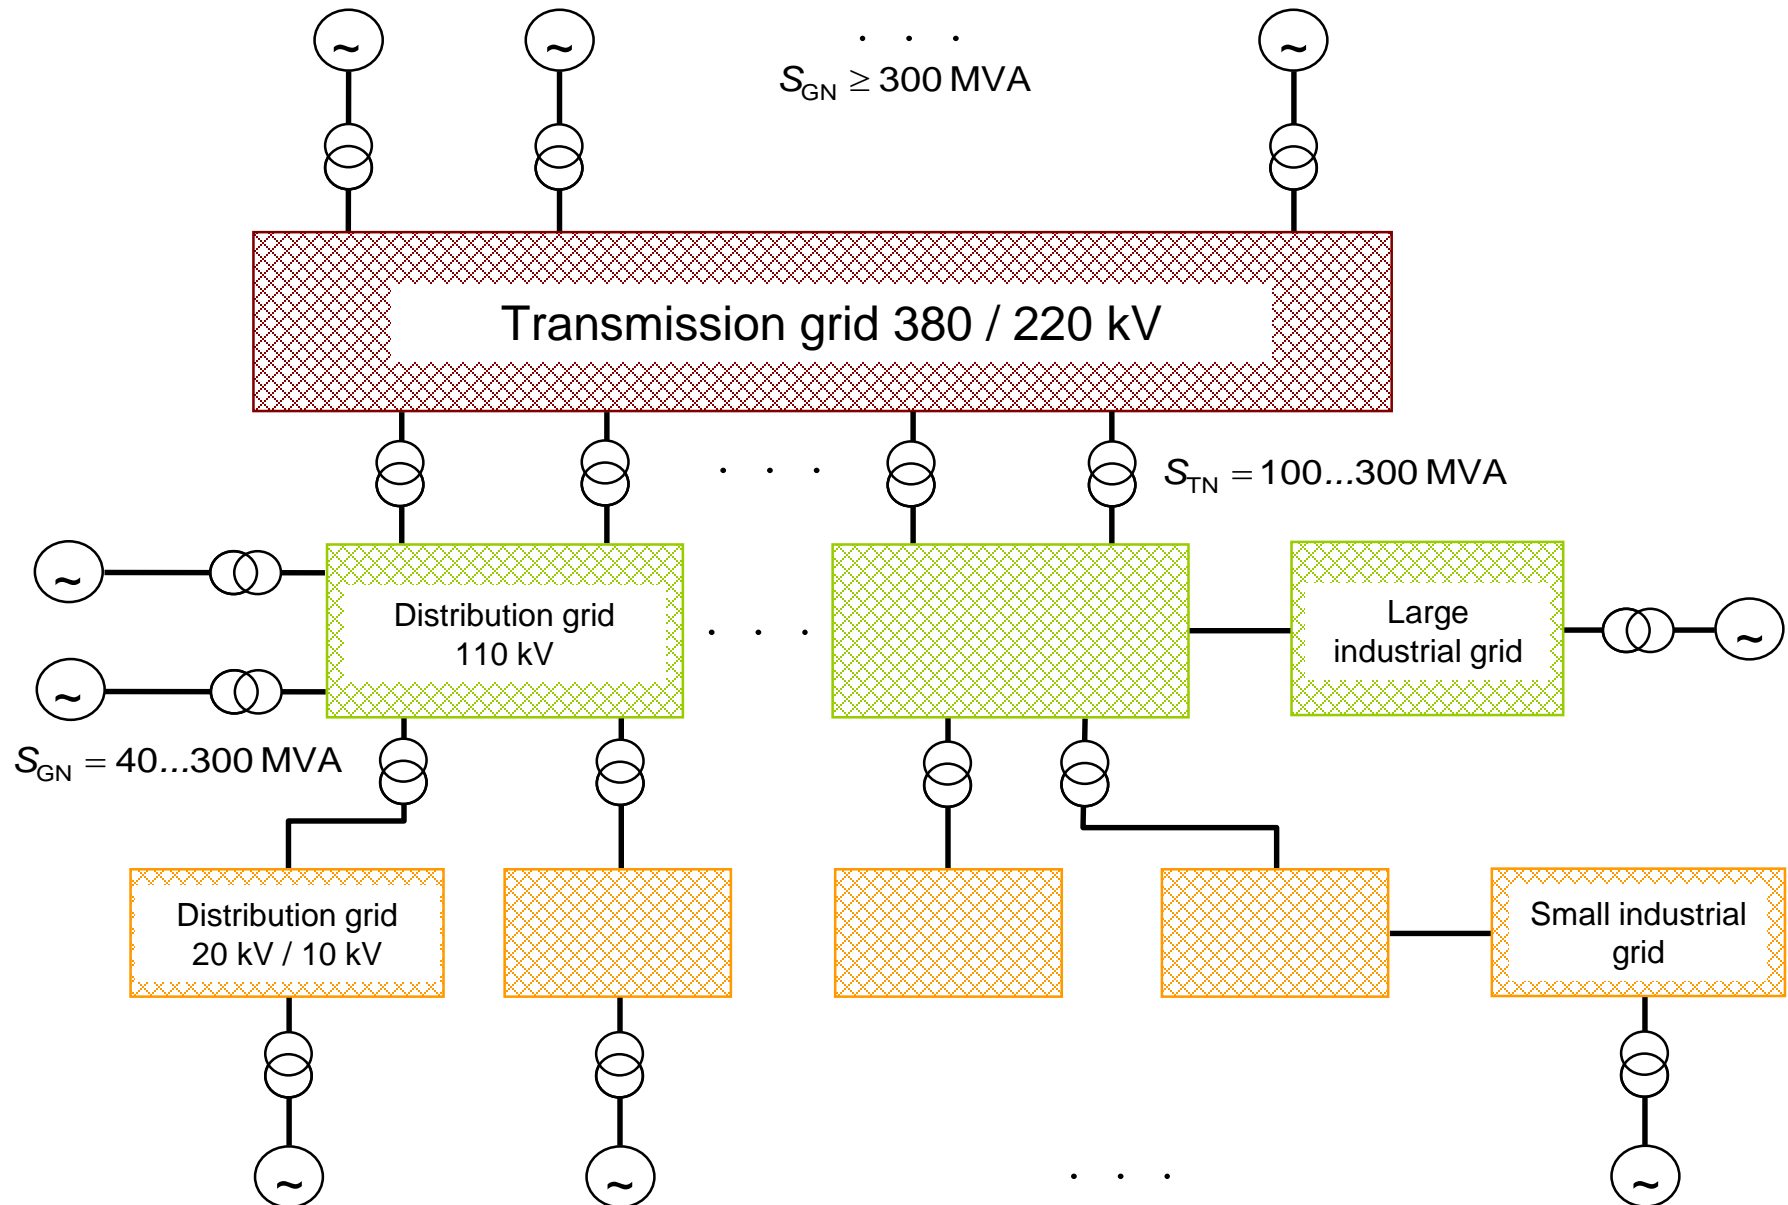 ~ ~ . . . ~
S_GN ≥ 300 MVA
Transmission grid 380 / 220 kV
. . .
S_TN = 100...300 MVA
~
Distribution grid
110 kV
. . .
Large
industrial grid
~
~
S_GN = 40...300 MVA
Distribution grid
20 kV / 10 kV
Small industrial
grid
~ ~ . . . ~